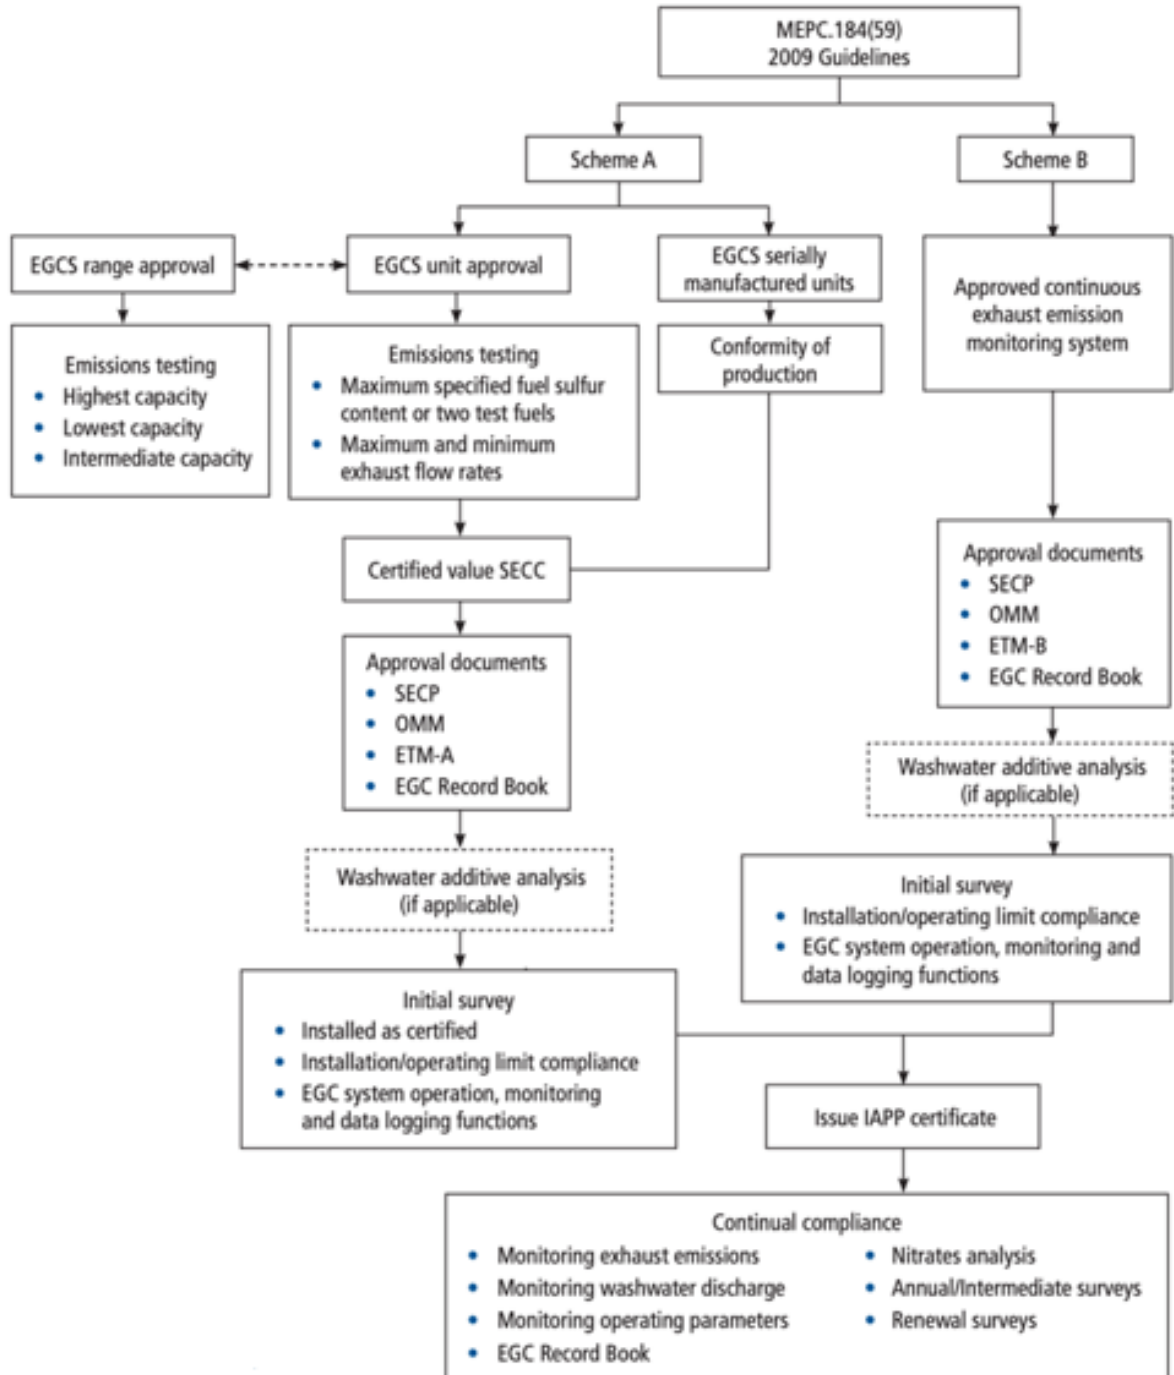 MEPC.184(59)
2009 Guidelines
Scheme A
Scheme B
EGCS range approval
EGCS unit approval
EGCS serially
manufactured units
Approved continuous
exhaust emission
monitoring system
Emissions testing
• Highest capacity
• Lowest capacity
• Intermediate capacity
Emissions testing
• Maximum specified fuel sulfur
content or two test fuels
• Maximum and minimum
exhaust flow rates
Conformity of
production
Certified value SECC
Approval documents
• SECP
• OMM
• ETM-B
• EGC Record Book
Approval documents
• SECP
• OMM
• ETM-A
• EGC Record Book
Washwater additive analysis
(if applicable)
Washwater additive analysis
(if applicable)
Initial survey
• Installation/operating limit compliance
• EGC system operation, monitoring and
data logging functions
Initial survey
• Installed as certified
• Installation/operating limit compliance
• EGC system operation, monitoring
and data logging functions
Issue IAPP certificate
Continual compliance
• Monitoring exhaust emissions
• Monitoring washwater discharge
• Monitoring operating parameters
• EGC Record Book
• Nitrates analysis
• Annual/Intermediate surveys
• Renewal surveys